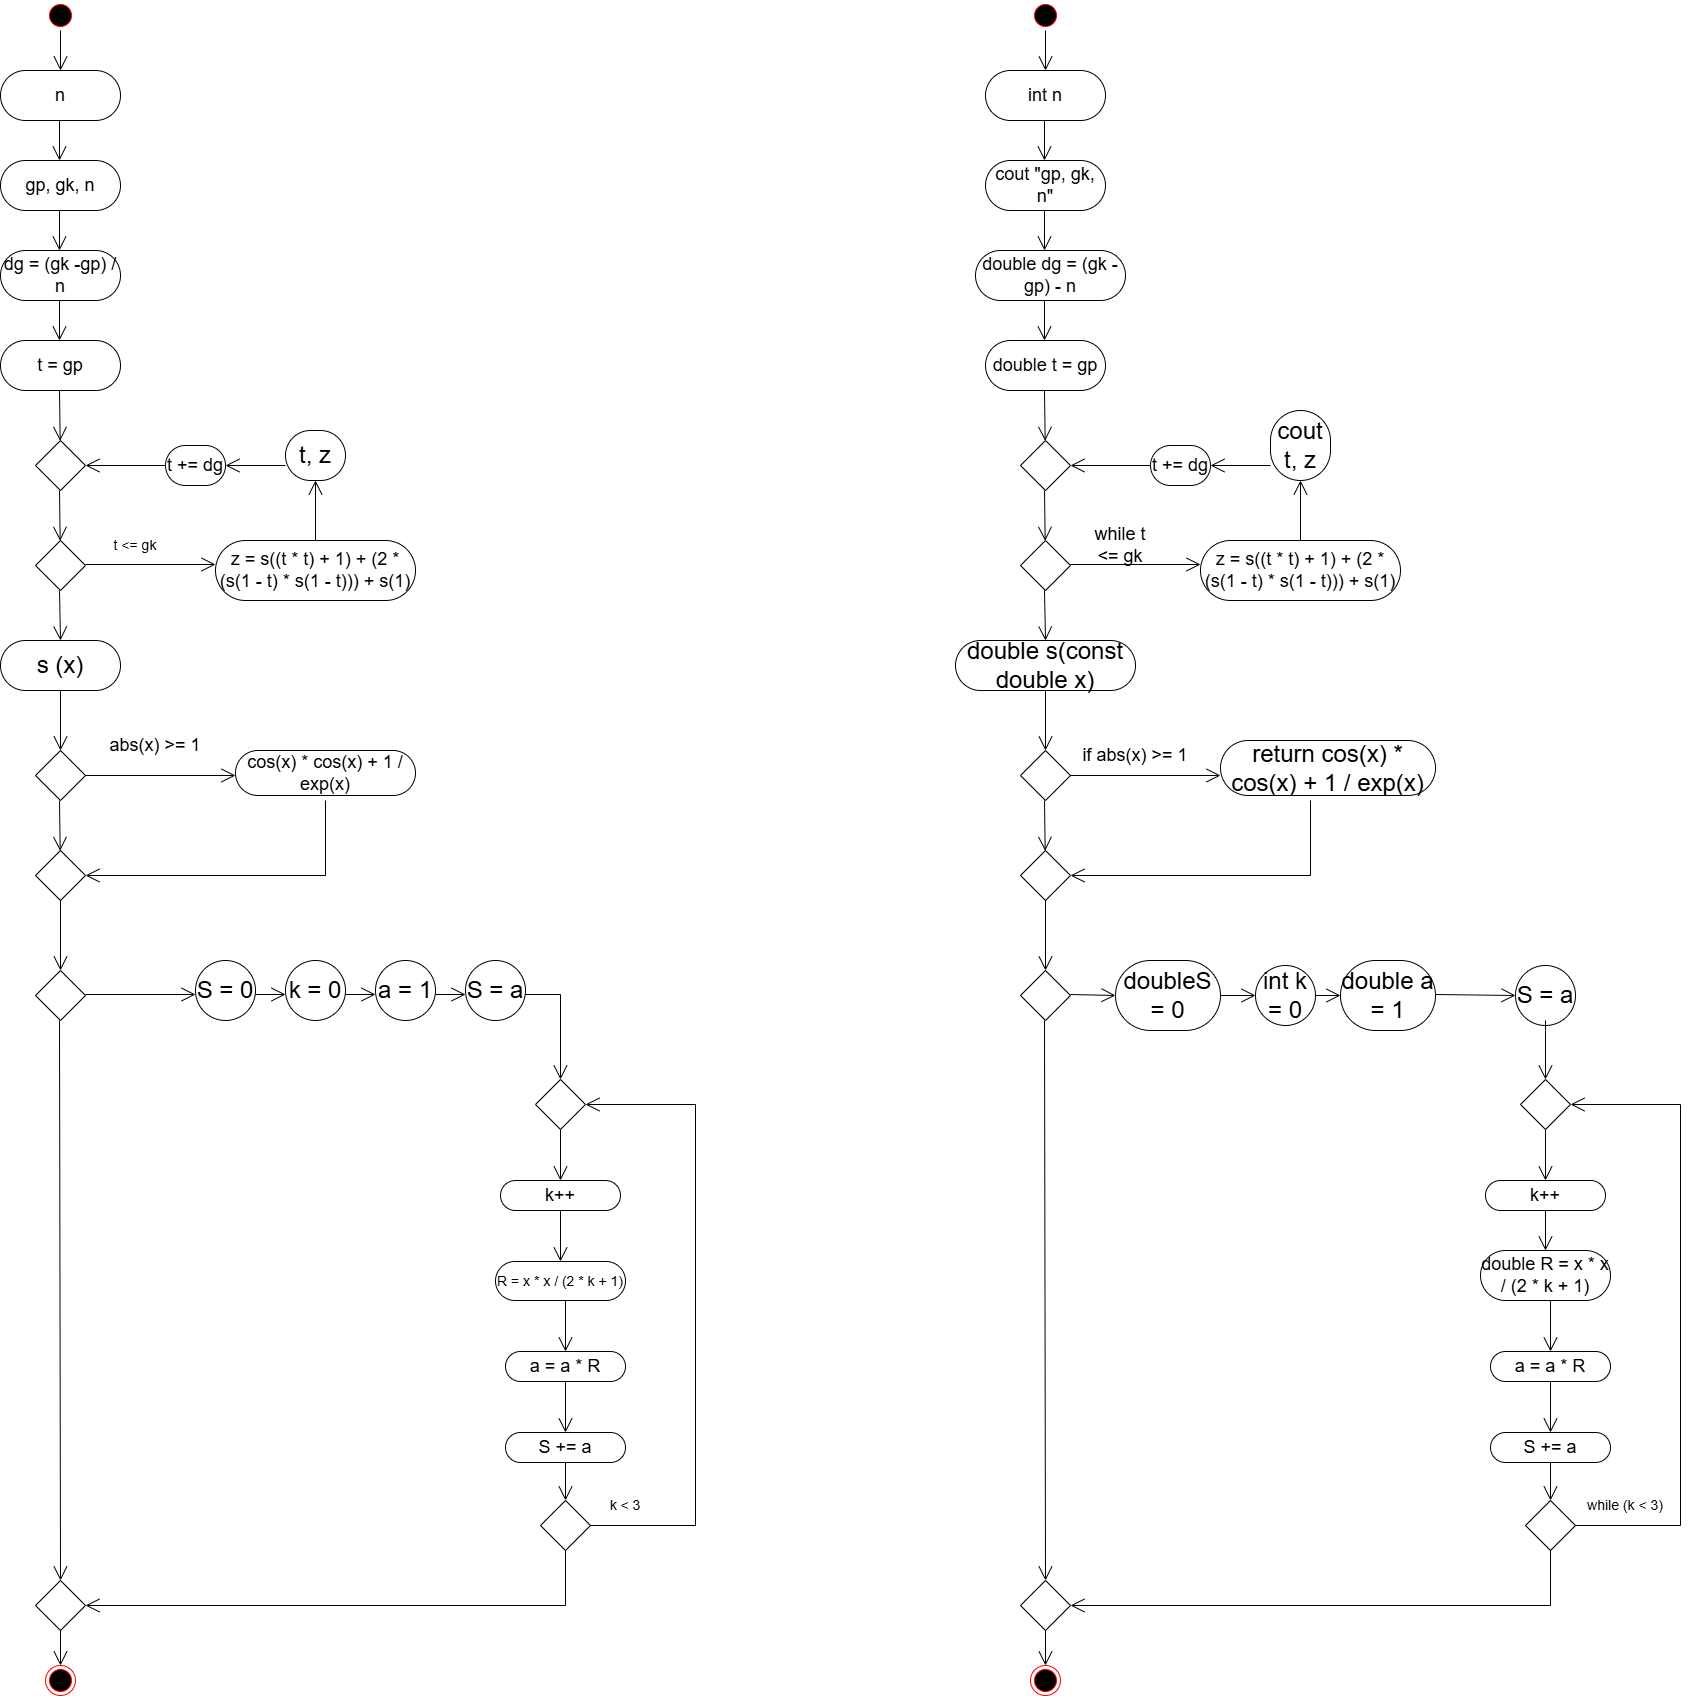 n
gp, gk, n
dg = (gk -gp) /
n
t = gp
t += dg
t, z
t <= gk
z = s((t * t) + 1) + (2 *
(s(1 - t) * s(1 - t))) + s(1)
s (x)
abs(x) >= 1
cos(x) * cos(x) + 1 /
exp(x)
S = 0
k = 0
a = 1
S = a
k++
R = x * x / (2 * k + 1)
a = a * R
S += a
k < 3
int n
cout "gp, gk,
n"
double dg = (gk -
gp) - n
double t = gp
t += dg
cout
t, z
while t
<= gk
z = s((t * t) + 1) + (2 *
(s(1 - t) * s(1 - t))) + s(1)
double s(const
double x)
if abs(x) >= 1
return cos(x) *
cos(x) + 1 / exp(x)
doubleS
= 0
int k
= 0
double a
= 1
S = a
k++
double R = x * x
/ (2 * k + 1)
a = a * R
S += a
while (k < 3)